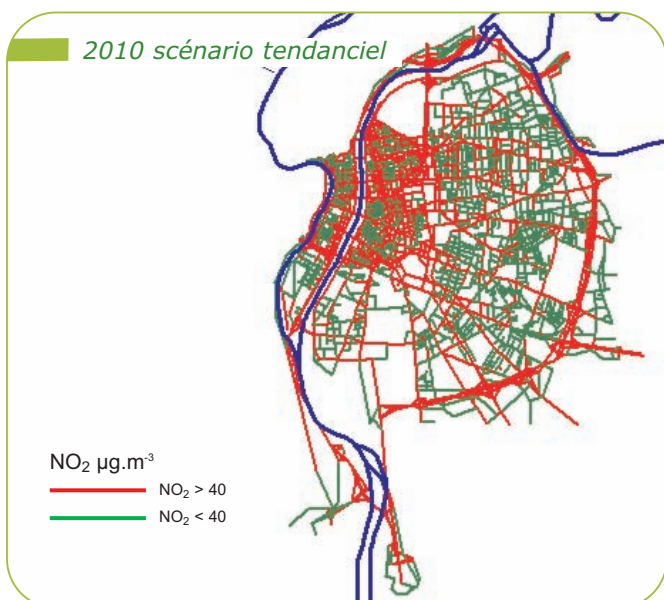 2010 scénario tendanciel
NO₂ µg.m⁻³
NO₂ > 40
NO₂ < 40